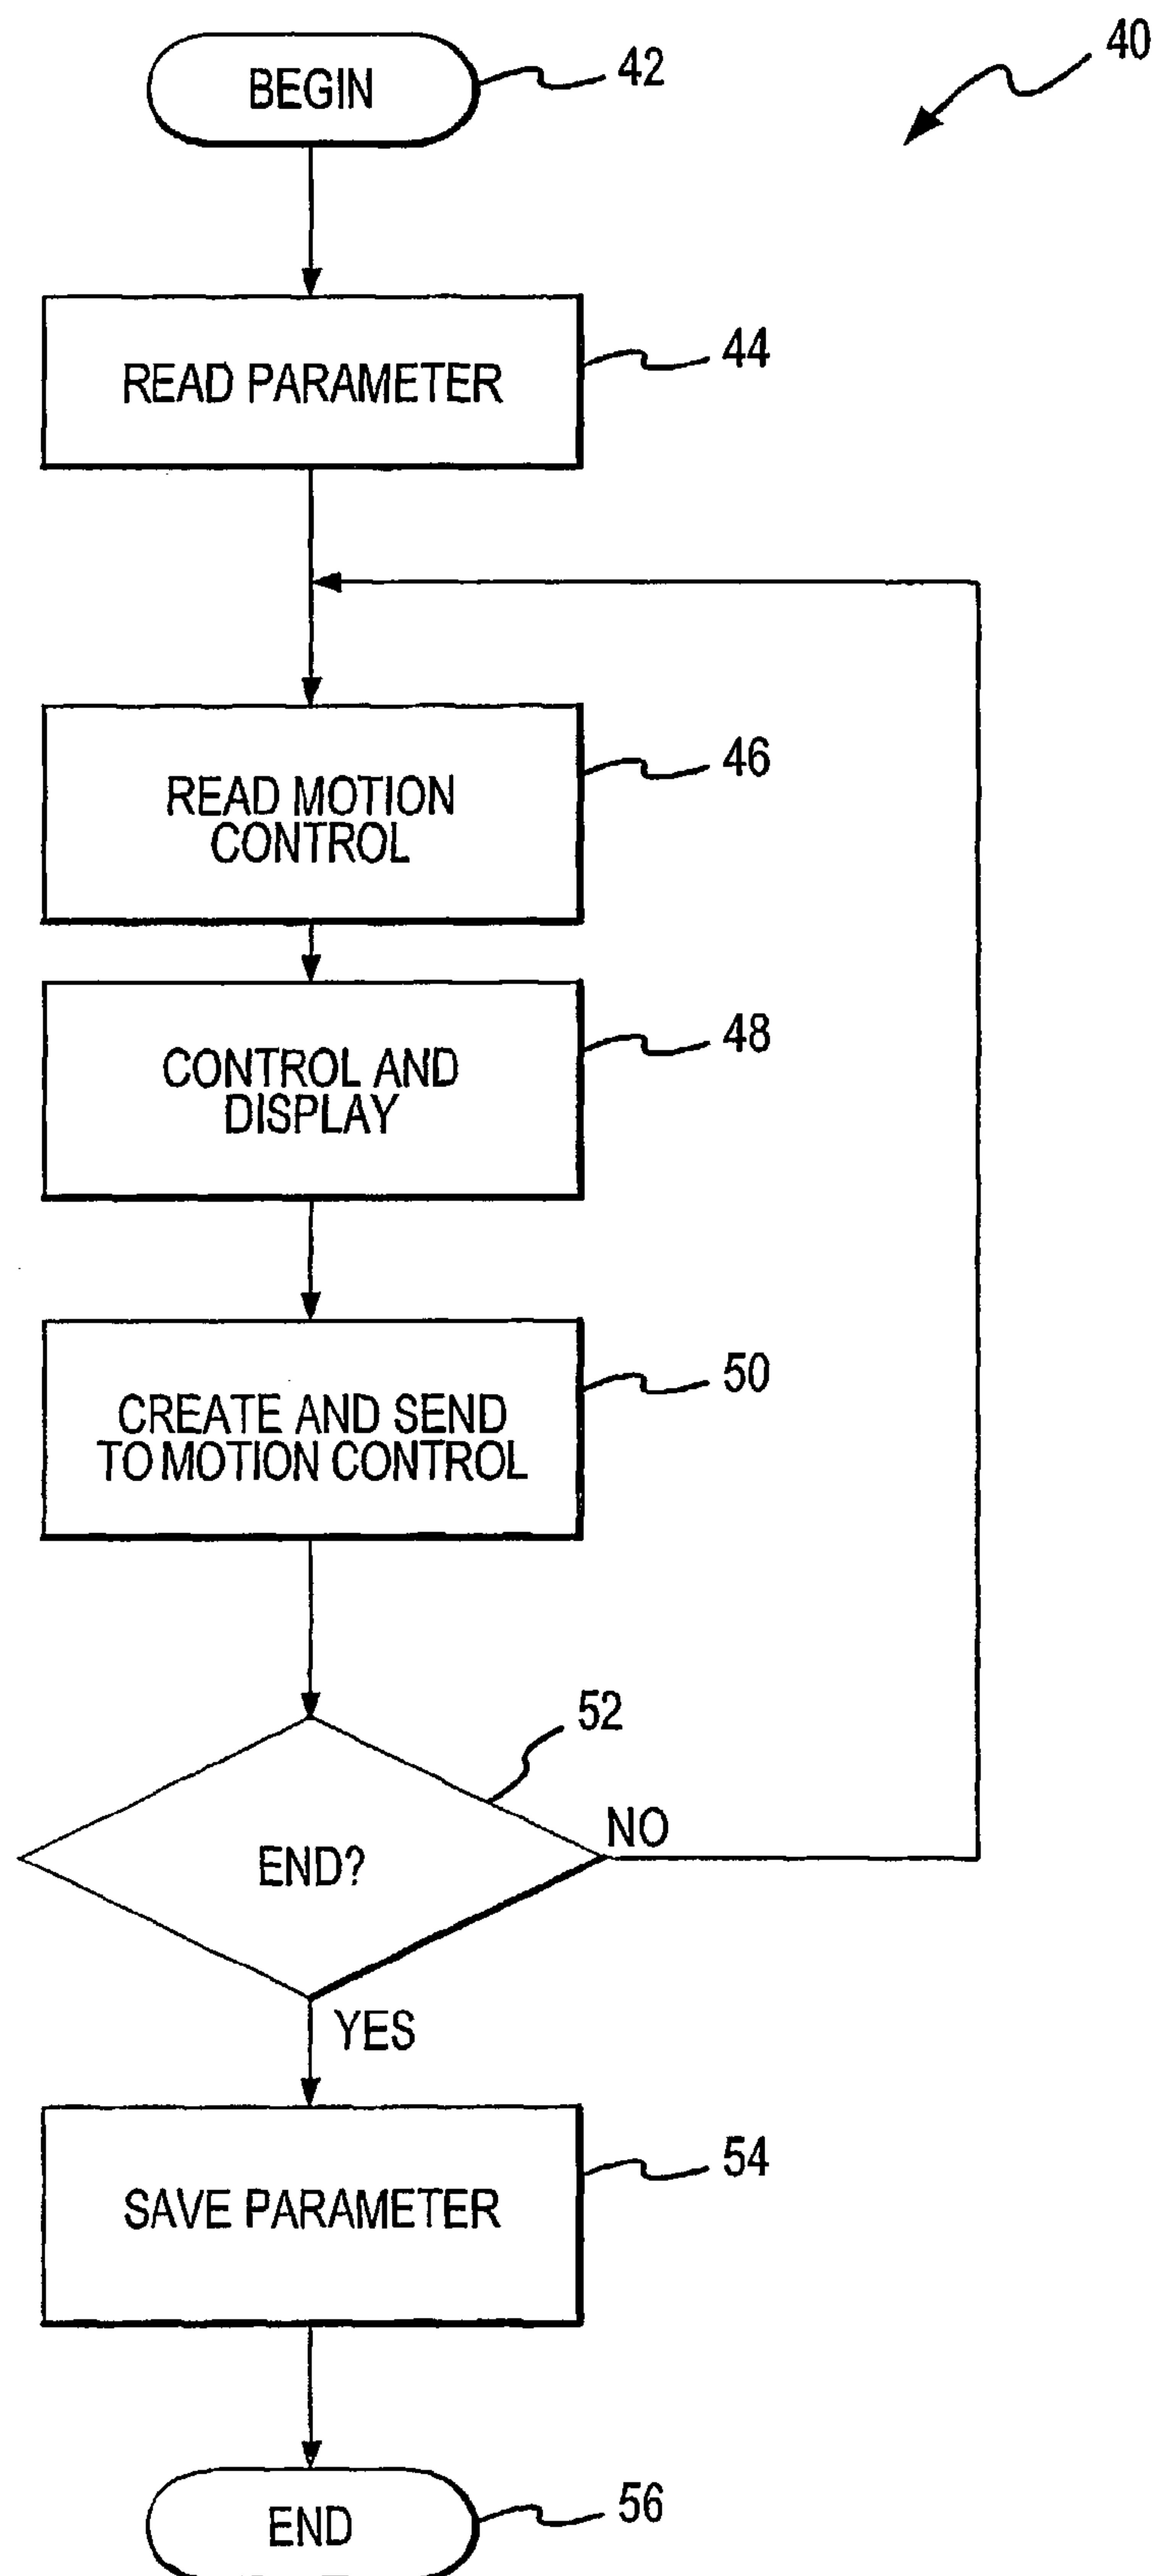 40
BEGIN
42
READ PARAMETER
44
READ MOTION
CONTROL
46
CONTROL AND
DISPLAY
48
CREATE AND SEND
TO MOTION CONTROL
50
52
END?
NO
YES
SAVE PARAMETER
54
END
56